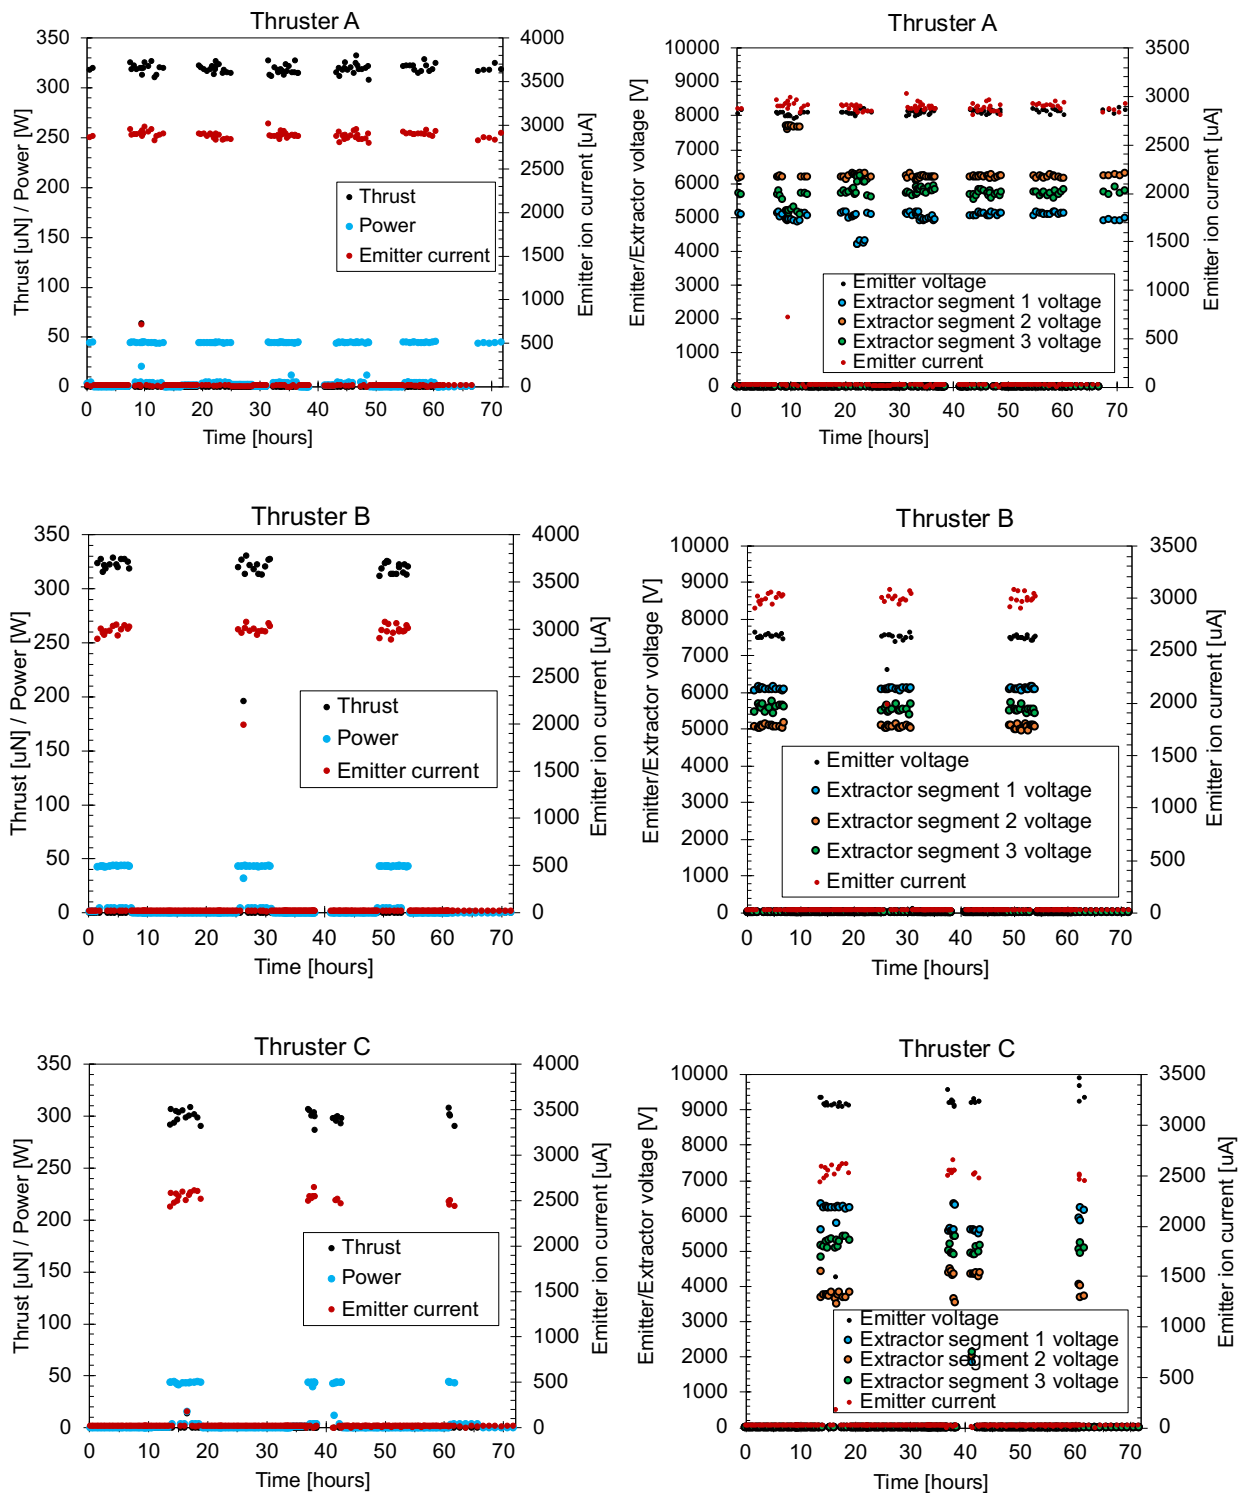 Thruster A
350
300
250
200
150
100
50
0
Thrust [uN] / Power [W]
4000
3500
3000
2500
2000
1500
1000
500
0
Emitter ion current [uA]
Thrust
Power
Emitter current
0 10 20 30 40 50 60 70
Time [hours]
Thruster A
10000
9000
8000
7000
6000
5000
4000
3000
2000
1000
0
Emitter/Extractor voltage [V]
3500
3000
2500
2000
1500
1000
500
0
Emitter ion current [uA]
Emitter voltage
Extractor segment 1 voltage
Extractor segment 2 voltage
Extractor segment 3 voltage
Emitter current
0 10 20 30 40 50 60 70
Time [hours]
Thruster B
350
300
250
200
150
100
50
0
Thrust [uN] / Power [W]
4000
3500
3000
2500
2000
1500
1000
500
0
Emitter ion current [uA]
Thrust
Power
Emitter current
0 10 20 30 40 50 60 70
Time [hours]
Thruster B
10000
9000
8000
7000
6000
5000
4000
3000
2000
1000
0
Emitter/Extractor voltage [V]
3500
3000
2500
2000
1500
1000
500
0
Emitter ion current [uA]
Emitter voltage
Extractor segment 1 voltage
Extractor segment 2 voltage
Extractor segment 3 voltage
Emitter current
0 10 20 30 40 50 60 70
Time [hours]
Thruster C
350
300
250
200
150
100
50
0
Thrust [uN] / Power [W]
4000
3500
3000
2500
2000
1500
1000
500
0
Emitter ion current [uA]
Thrust
Power
Emitter current
0 10 20 30 40 50 60 70
Time [hours]
Thruster C
10000
9000
8000
7000
6000
5000
4000
3000
2000
1000
0
Emitter/Extractor voltage [V]
3500
3000
2500
2000
1500
1000
500
0
Emitter ion current [uA]
Emitter voltage
Extractor segment 1 voltage
Extractor segment 2 voltage
Extractor segment 3 voltage
Emitter current
0 10 20 30 40 50 60 70
Time [hours]